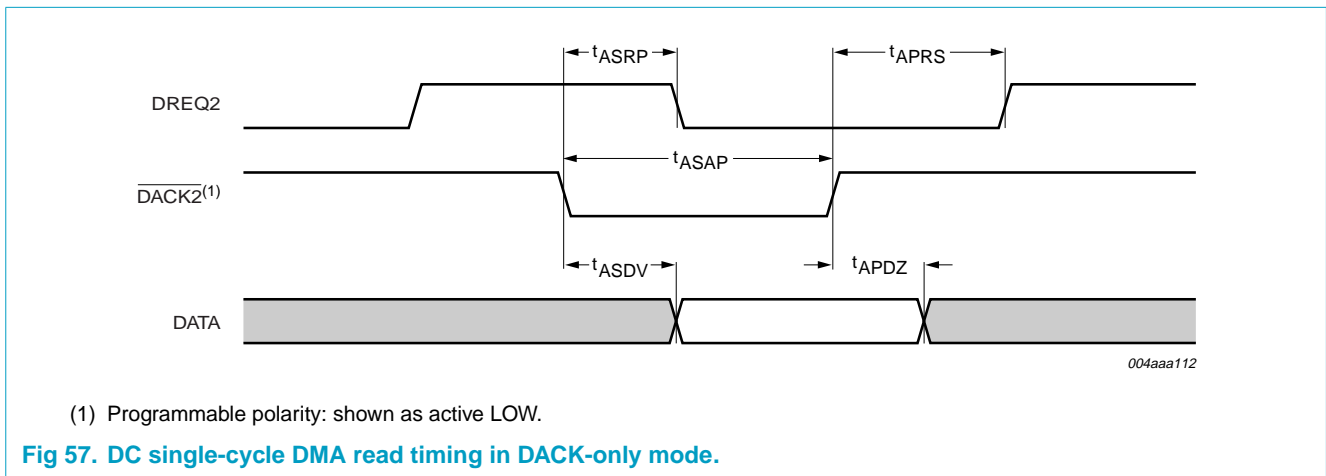 tASRP
tAPRS
DREQ2
tASAP
DACK2(1)
tASDV
tAPDZ
DATA
004aaa112
(1) Programmable polarity: shown as active LOW.
Fig 57. DC single-cycle DMA read timing in DACK-only mode.